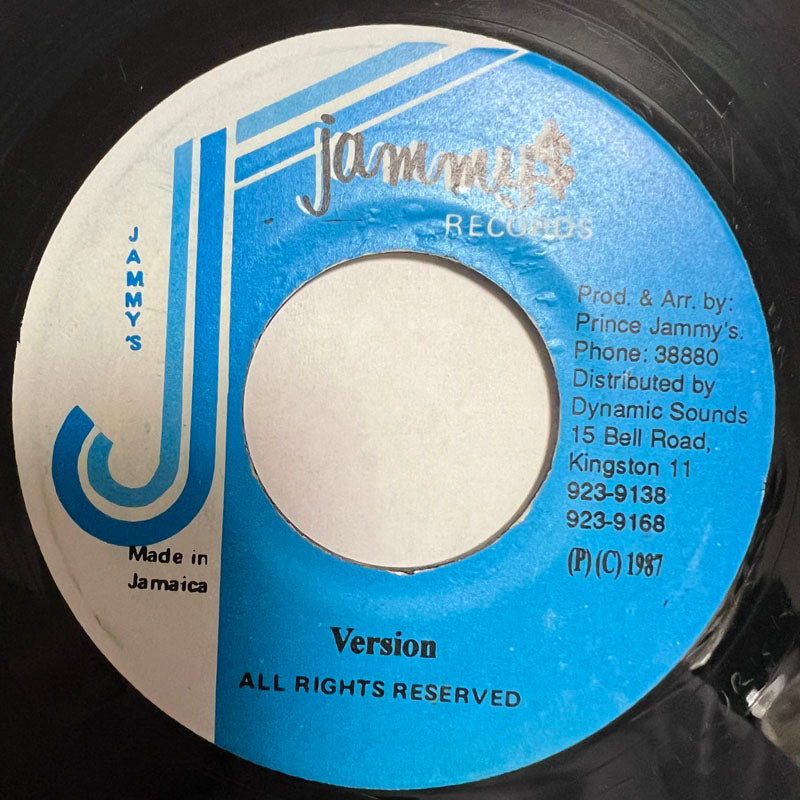 jammy$
RECORDS
JAMMY'S
Prod. & Arr. by:
Prince Jammy's.
Phone: 38880
Distributed by
Dynamic Sounds
15 Bell Road,
Kingston 11
923-9138
923-9168
(P) (C) 1987
Made in
Jamaica
Version
ALL RIGHTS RESERVED